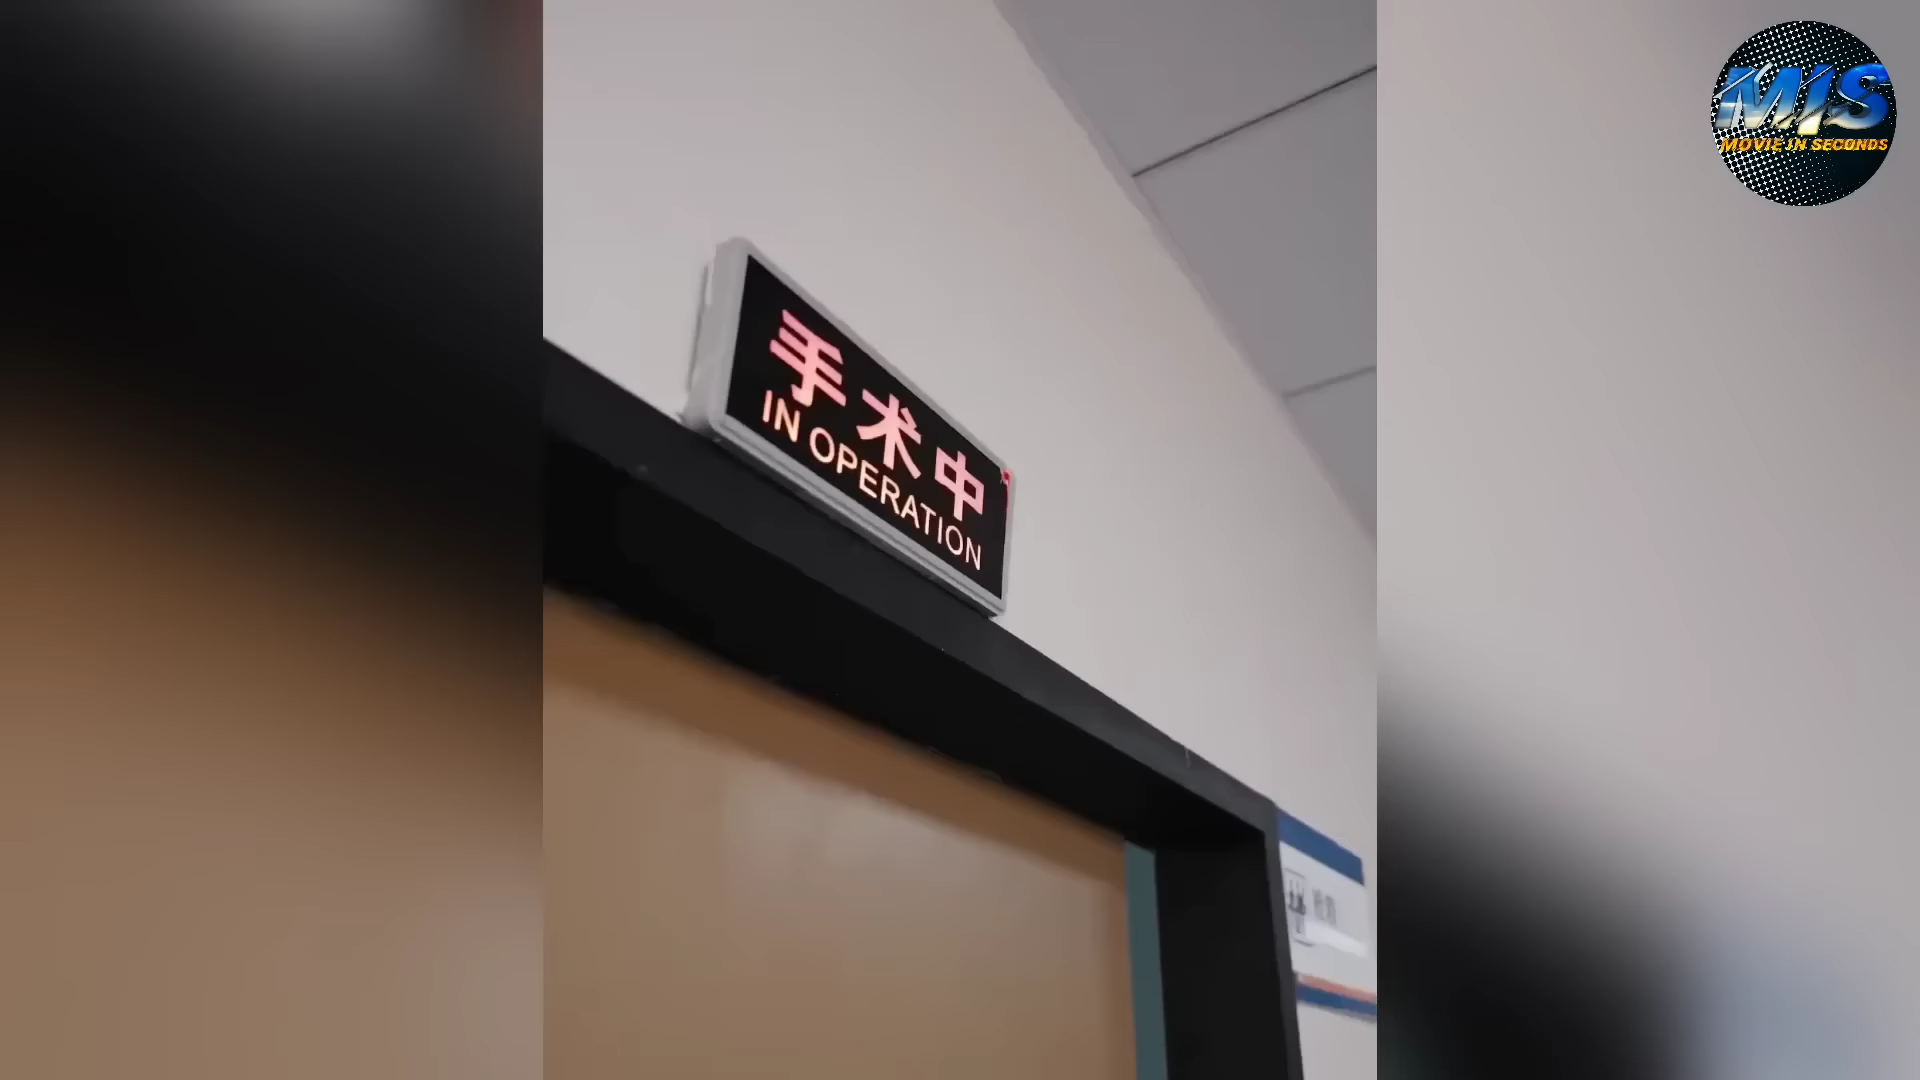 MIS
MOVIE IN SECONDS
手术中
IN OPERATION